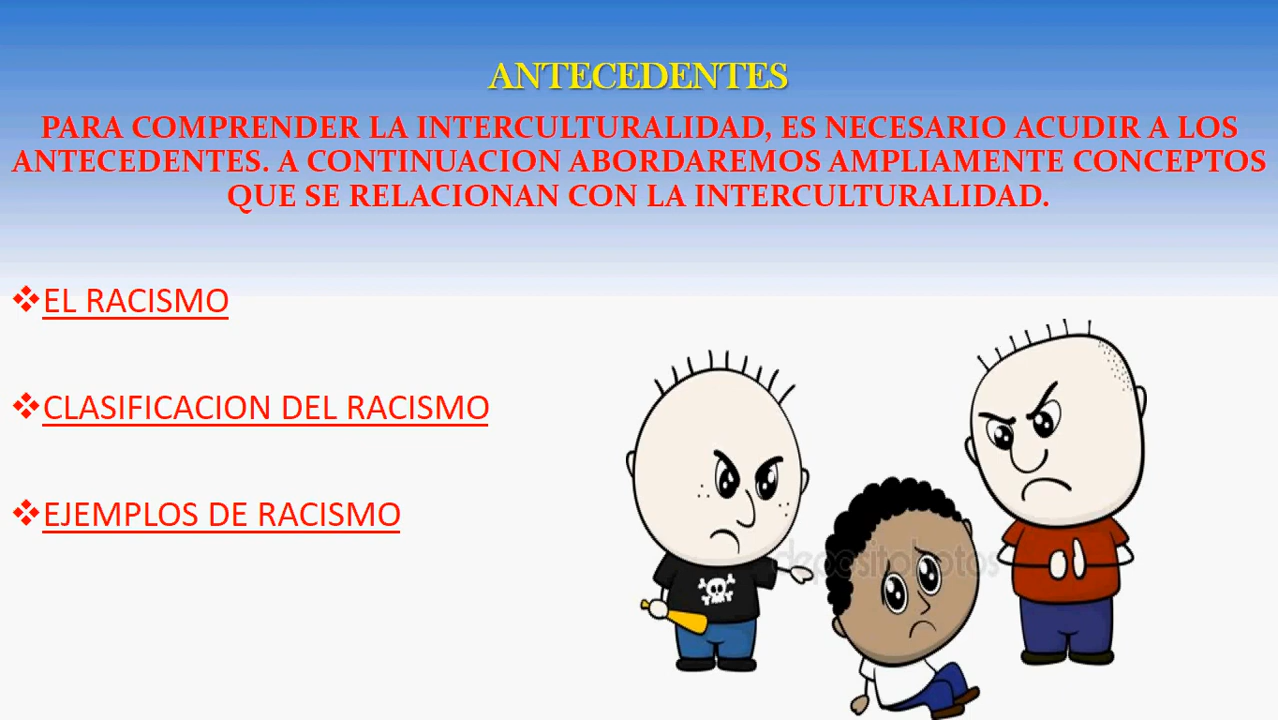 ANTECEDENTES
PARA COMPRENDER LA INTERCULTURALIDAD, ES NECESARIO ACUDIR A LOS
ANTECEDENTES. A CONTINUACION ABORDAREMOS AMPLIAMENTE CONCEPTOS
QUE SE RELACIONAN CON LA INTERCULTURALIDAD.
EL RACISMO
CLASIFICACION DEL RACISMO
EJEMPLOS DE RACISMO
depositphotos